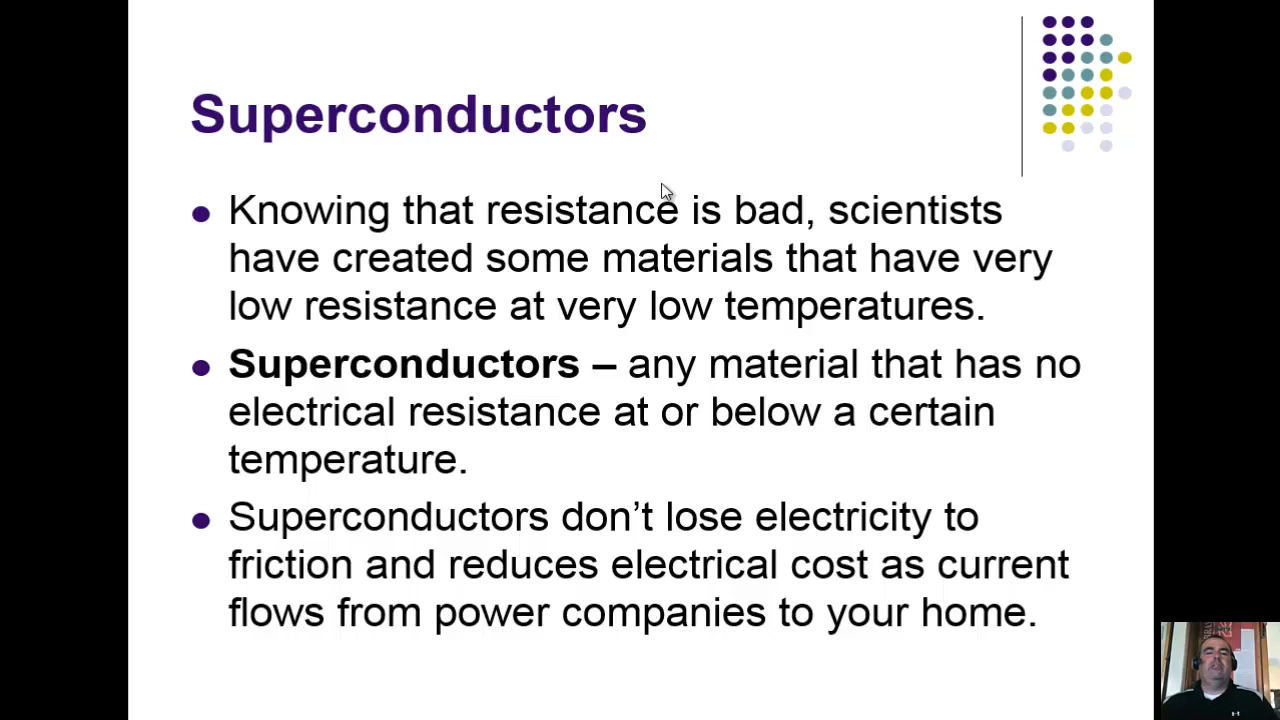 Superconductors
Knowing that resistance is bad, scientists
have created some materials that have very
low resistance at very low temperatures.
Superconductors – any material that has no
electrical resistance at or below a certain
temperature.
Superconductors don’t lose electricity to
friction and reduces electrical cost as current
flows from power companies to your home.